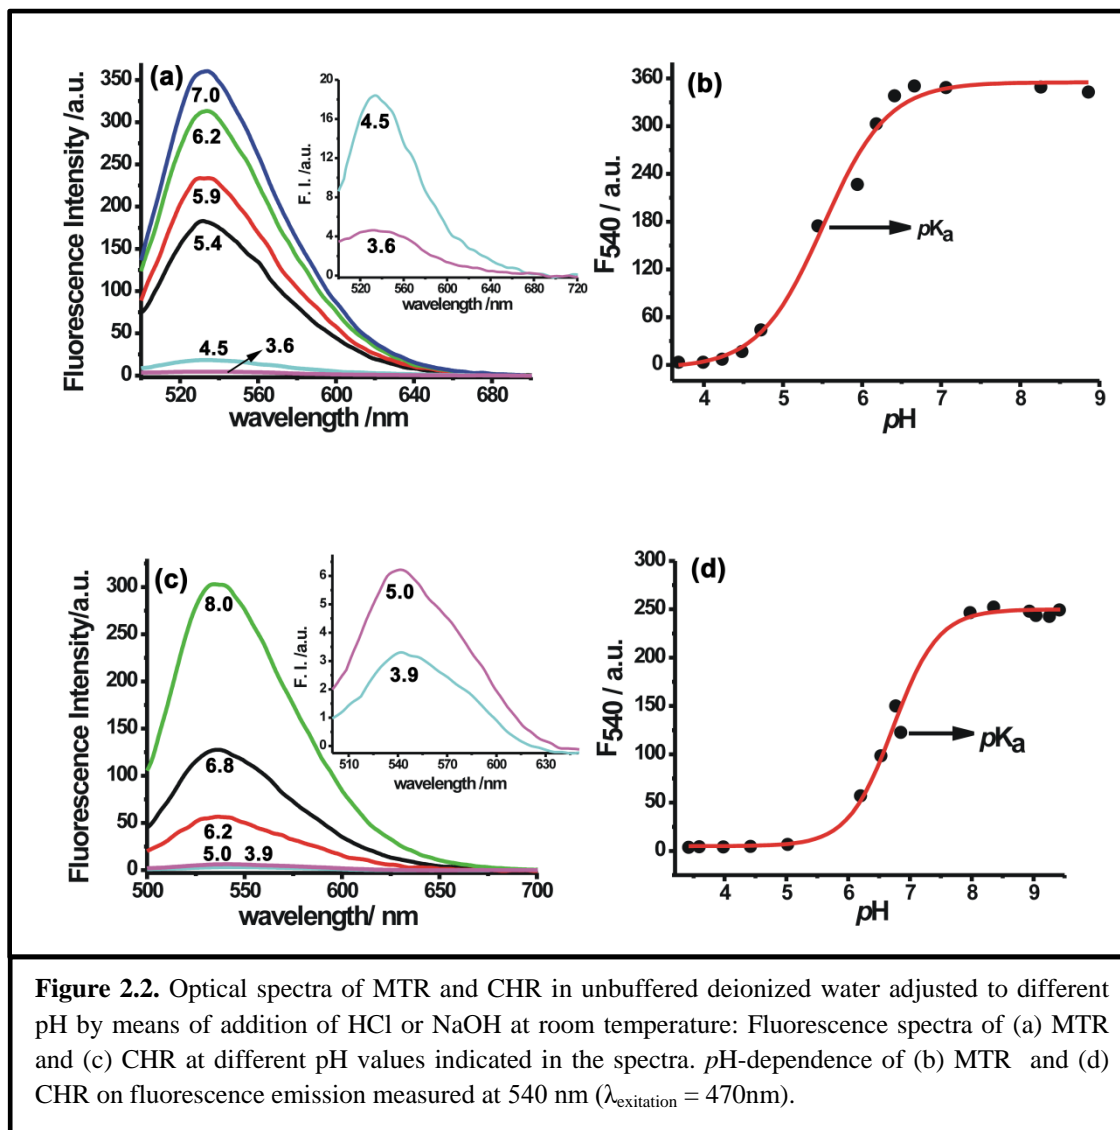 (a)
Fluorescence Intensity /a.u.
350
300
250
200
150
100
50
0
7.0
6.2
5.9
5.4
4.5
3.6
520 560 600 640 680
wavelength /nm
F. I. /a.u.
20
16
12
8
4
0
4.5
3.6
520 560 600 640 680 720
wavelength /nm
(b)
F540 / a.u.
360
300
240
180
120
60
0
pKa
4 5 6 7 8 9
pH
(c)
Fluorescence Intensity/a.u.
300
250
200
150
100
50
0
8.0
6.8
6.2
5.0 3.9
500 550 600 650 700
wavelength/ nm
F. I. /a.u.
6
5
4
3
2
1
0
5.0
3.9
510 540 570 600 630
wavelength /nm
(d)
F540 / a.u.
300
250
200
150
100
50
0
pKa
4 5 6 7 8 9
pH
Figure 2.2. Optical spectra of MTR and CHR in unbuffered deionized water adjusted to different
pH by means of addition of HCl or NaOH at room temperature: Fluorescence spectra of (a) MTR
and (c) CHR at different pH values indicated in the spectra. pH-dependence of (b) MTR and (d)
CHR on fluorescence emission measured at 540 nm (λexitation = 470nm).